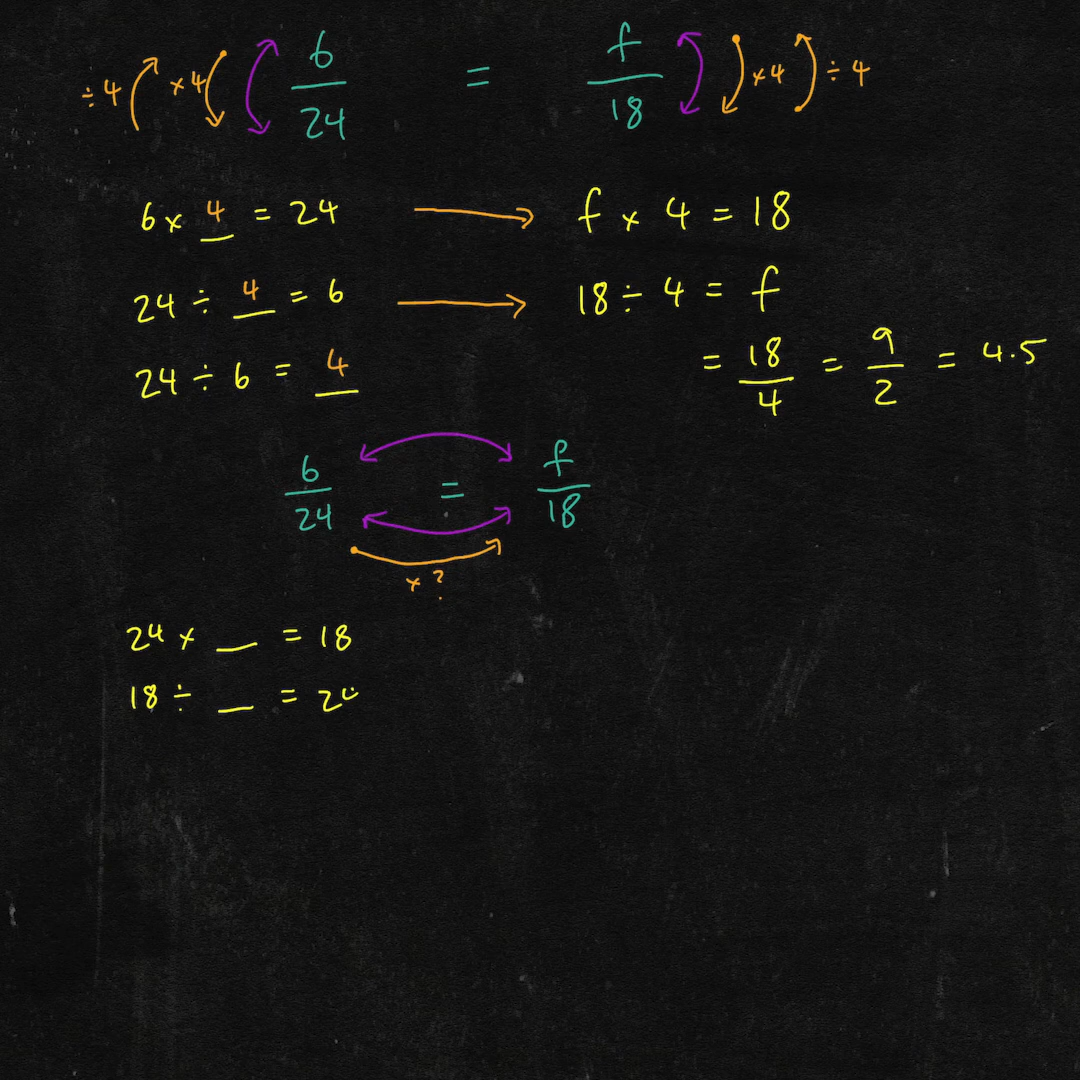 ÷4 ×4 6/24 = f/18 ×4 ÷4
6 × 4 = 24 → f × 4 = 18
24 ÷ 4 = 6 → 18 ÷ 4 = f
24 ÷ 6 = 4
= 18/4 = 9/2 = 4.5
6/24 = f/18
× ?
24 × _ = 18
18 ÷ _ = 2